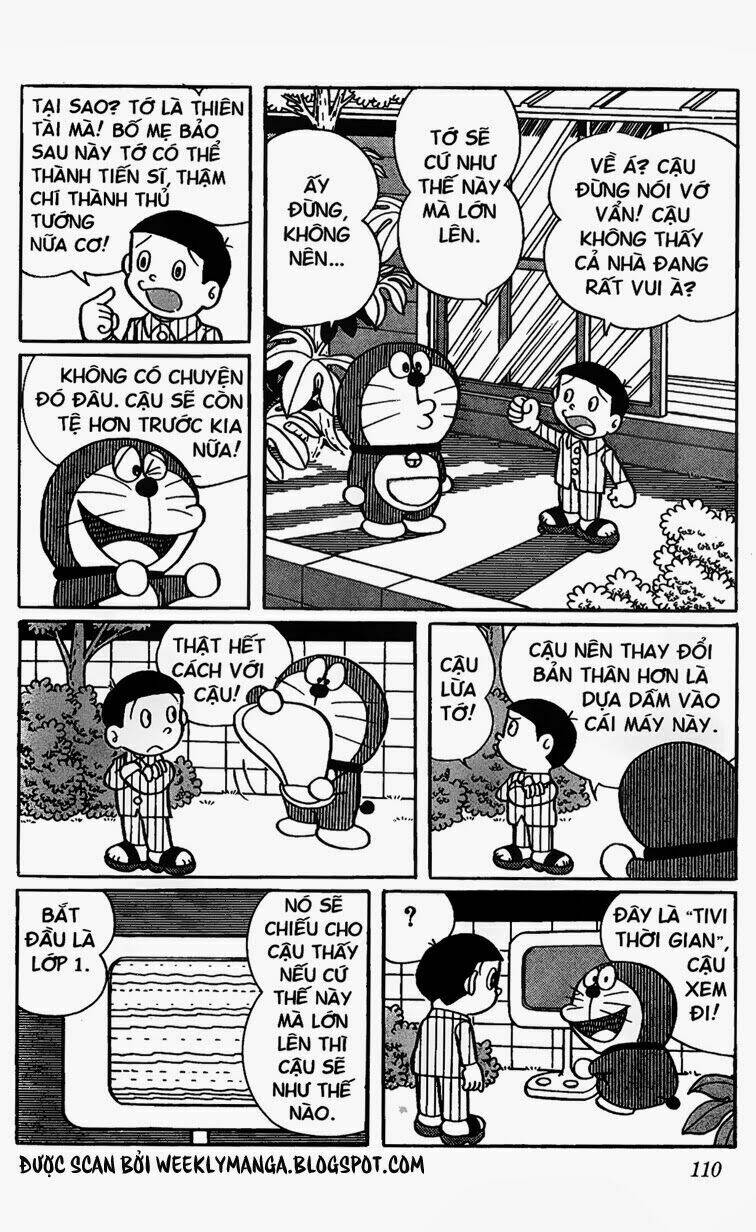 VỀ Á? CẬU
ĐỪNG NÓI VỚ
VẨN! CẬU
KHÔNG THẤY
CẢ NHÀ ĐANG
RẤT VUI À?
TỚ SẼ
CỨ NHƯ
THẾ NÀY
MÀ LỚN
LÊN.
ẤY
ĐỪNG,
KHÔNG
NÊN...
TẠI SAO? TỚ LÀ THIÊN
TÀI MÀ! BỐ MẸ BẢO
SAU NÀY TỚ CÓ THỂ
THÀNH TIẾN SĨ, THẬM
CHÍ THÀNH THỦ
TƯỚNG
NỮA CƠ!
KHÔNG CÓ CHUYỆN
ĐÓ ĐÂU. CẬU SẼ CÒN
TỆ HƠN TRƯỚC KIA
NỮA!
CẬU NÊN THAY ĐỔI
BẢN THÂN HƠN LÀ
DỰA DẪM VÀO
CÁI MÁY NÀY.
CẬU
LỪA
TỚ!
THẬT HẾT
CÁCH VỚI
CẬU!
ĐÂY LÀ "TIVI
THỜI GIAN",
CẬU
XEM
ĐI!
?
NÓ SẼ
CHIẾU CHO
CẬU THẤY
NẾU CỨ
THẾ NÀY
MÀ LỚN
LÊN THÌ
CẬU SẼ
NHƯ THẾ
NÀO.
BẮT
ĐẦU LÀ
LỚP 1.
ĐƯỢC SCAN BỞI WEEKLYMANGA.BLOGSPOT.COM
110